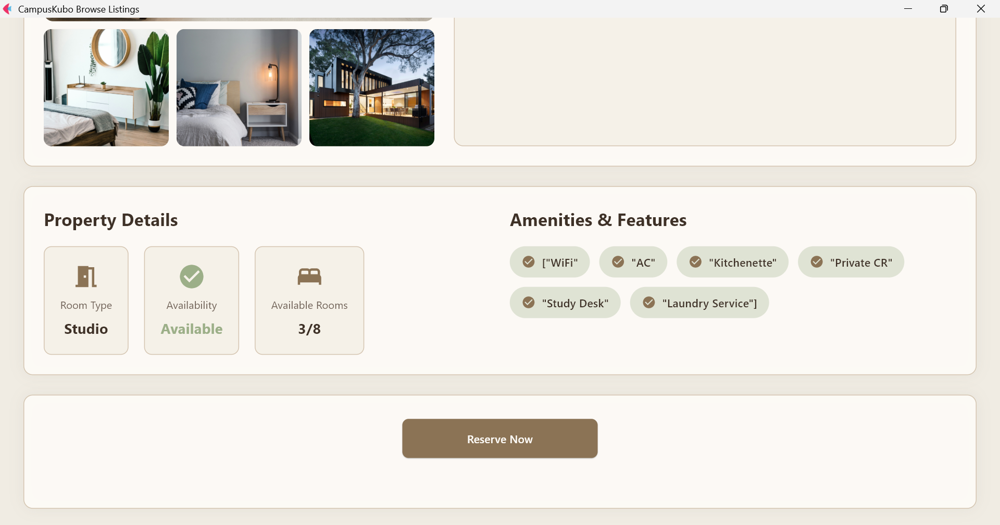 CampusKubo Browse Listings
Property Details
Room Type
Studio
Availability
Available
Available Rooms
3/8
Amenities & Features
["WiFi"
"AC"
"Kitchenette"
"Private CR"
"Study Desk"
"Laundry Service"]
Reserve Now